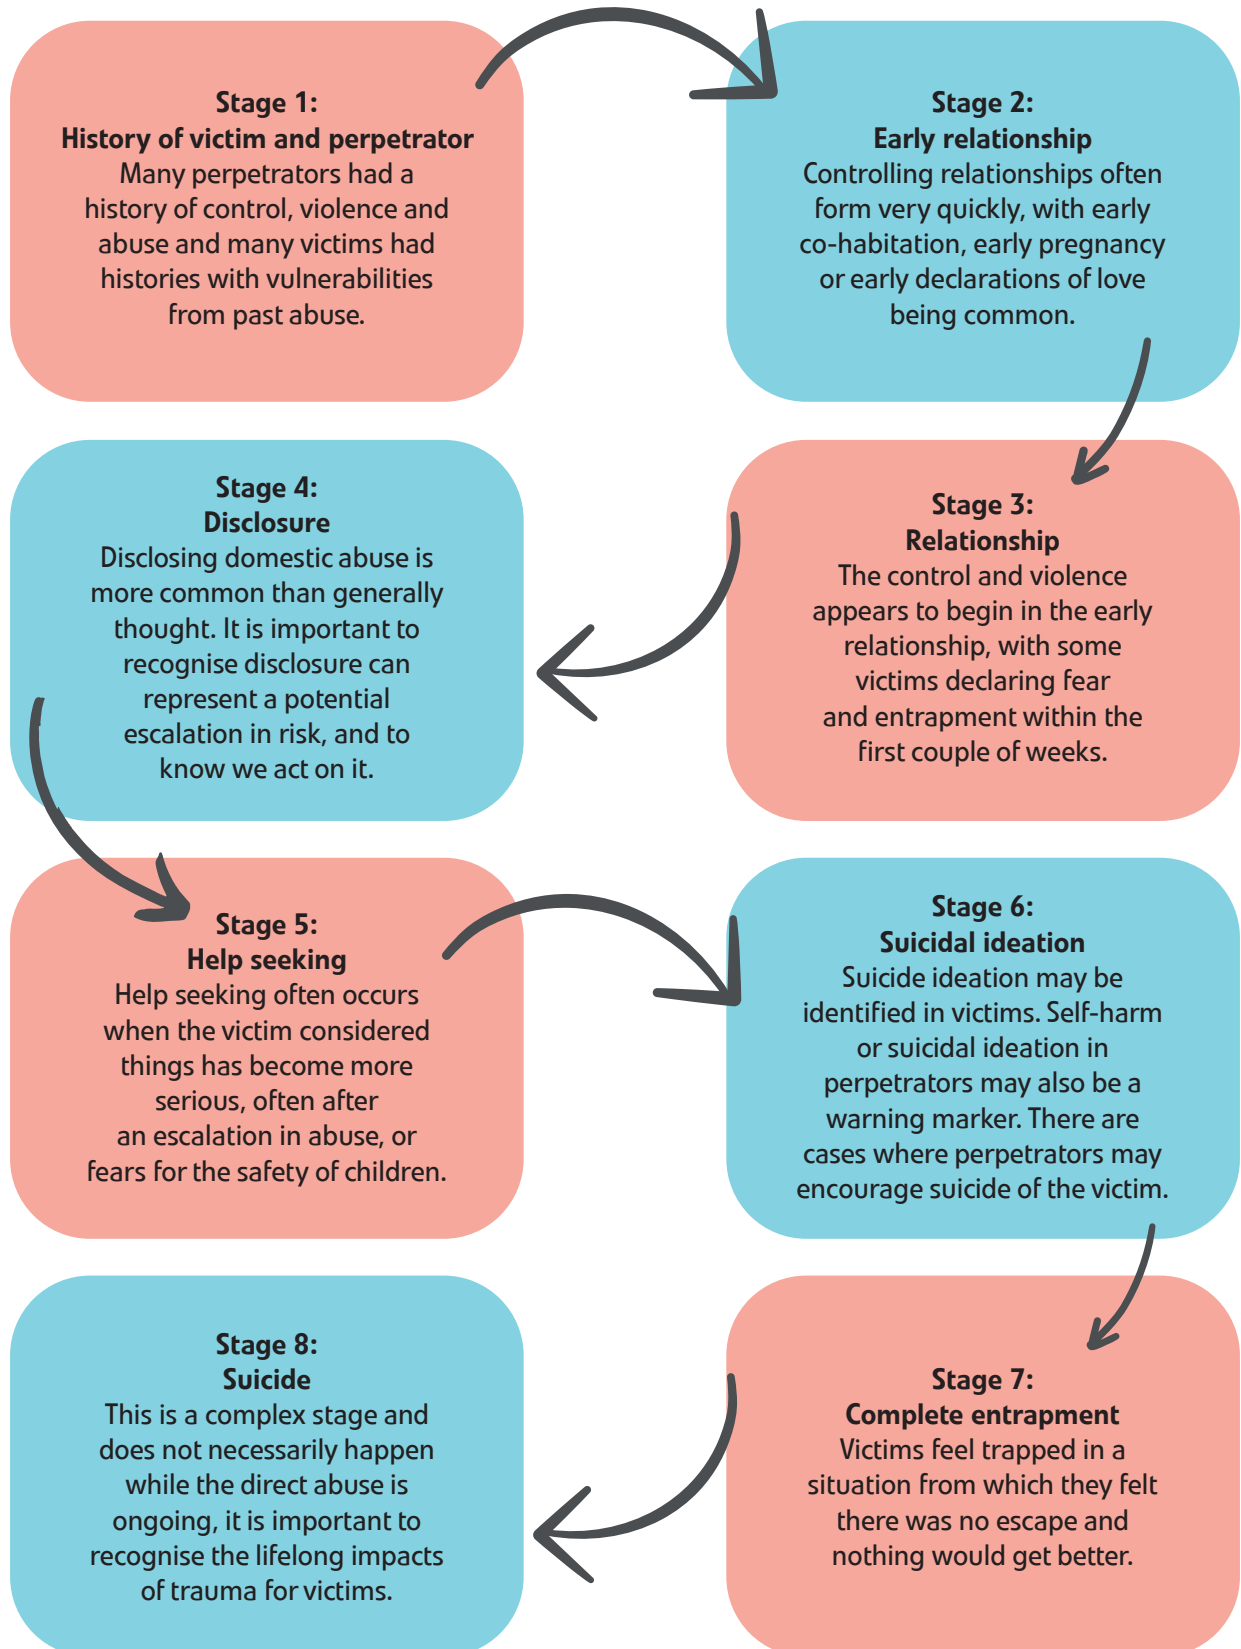 Stage 1:
History of victim and perpetrator
Many perpetrators had a
history of control, violence and
abuse and many victims had
histories with vulnerabilities
from past abuse.
Stage 2:
Early relationship
Controlling relationships often
form very quickly, with early
co-habitation, early pregnancy
or early declarations of love
being common.
Stage 3:
Relationship
The control and violence
appears to begin in the early
relationship, with some
victims declaring fear
and entrapment within the
first couple of weeks.
Stage 4:
Disclosure
Disclosing domestic abuse is
more common than generally
thought. It is important to
recognise disclosure can
represent a potential
escalation in risk, and to
know we act on it.
Stage 5:
Help seeking
Help seeking often occurs
when the victim considered
things has become more
serious, often after
an escalation in abuse, or
fears for the safety of children.
Stage 6:
Suicidal ideation
Suicide ideation may be
identified in victims. Self-harm
or suicidal ideation in
perpetrators may also be a
warning marker. There are
cases where perpetrators may
encourage suicide of the victim.
Stage 7:
Complete entrapment
Victims feel trapped in a
situation from which they felt
there was no escape and
nothing would get better.
Stage 8:
Suicide
This is a complex stage and
does not necessarily happen
while the direct abuse is
ongoing, it is important to
recognise the lifelong impacts
of trauma for victims.